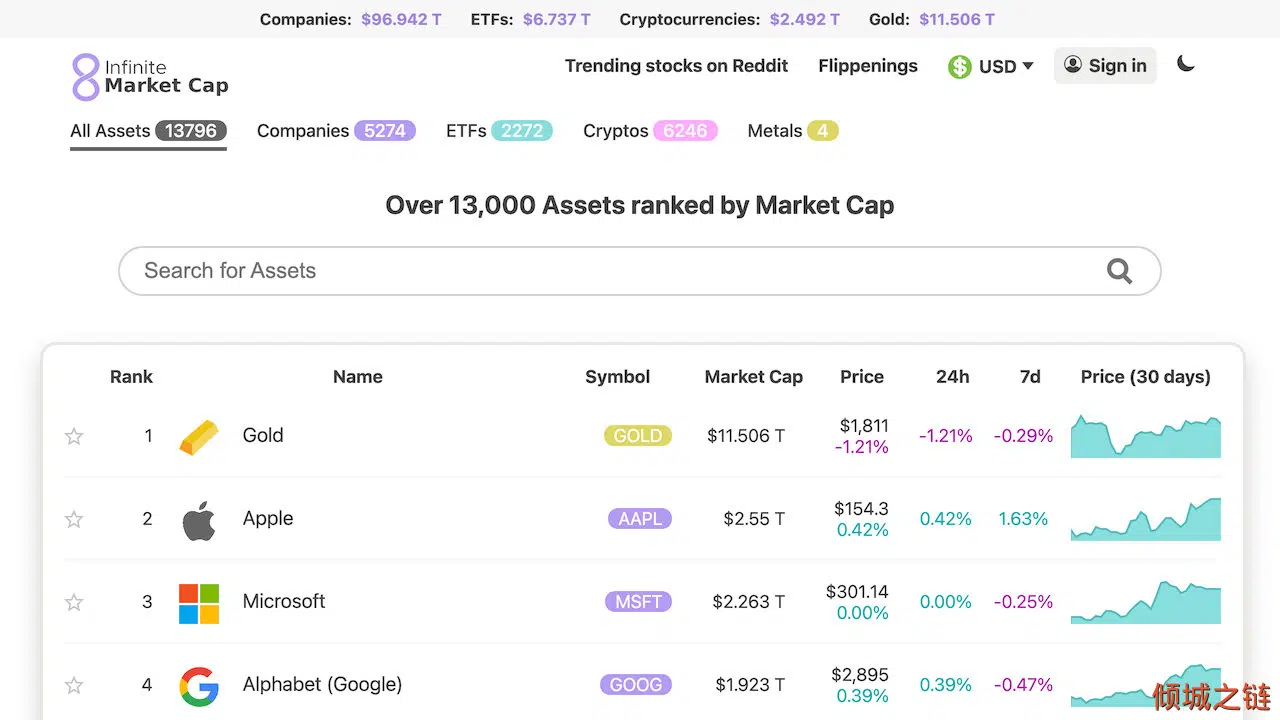 Companies: $96.942 T ETFs: $6.737 T Cryptocurrencies: $2.492 T Gold: $11.506 T
Infinite
Market Cap
Trending stocks on Reddit Flippenings USD Sign in
All Assets 13796 Companies 5274 ETFs 2272 Cryptos 6246 Metals 4
Over 13,000 Assets ranked by Market Cap
Search for Assets
Rank Name Symbol Market Cap Price 24h 7d Price (30 days)
1 Gold GOLD $11.506 T $1,811 -1.21% -0.29%
-1.21%
2 Apple AAPL $2.55 T $154.3 0.42% 1.63%
0.42%
3 Microsoft MSFT $2.263 T $301.14 0.00% -0.25%
0.00%
4 Alphabet (Google) GOOG $1.923 T $2,895 0.39% -0.47%
0.39%
倾城之链